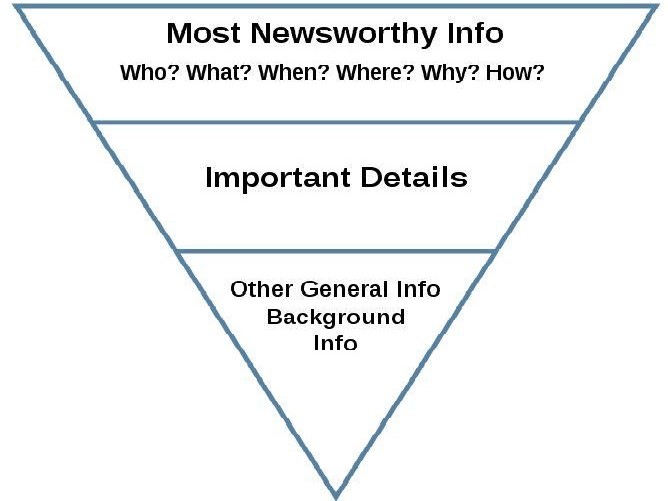 Most Newsworthy Info
Who? What? When? Where? Why? How?
Important Details
Other General Info
Background
Info